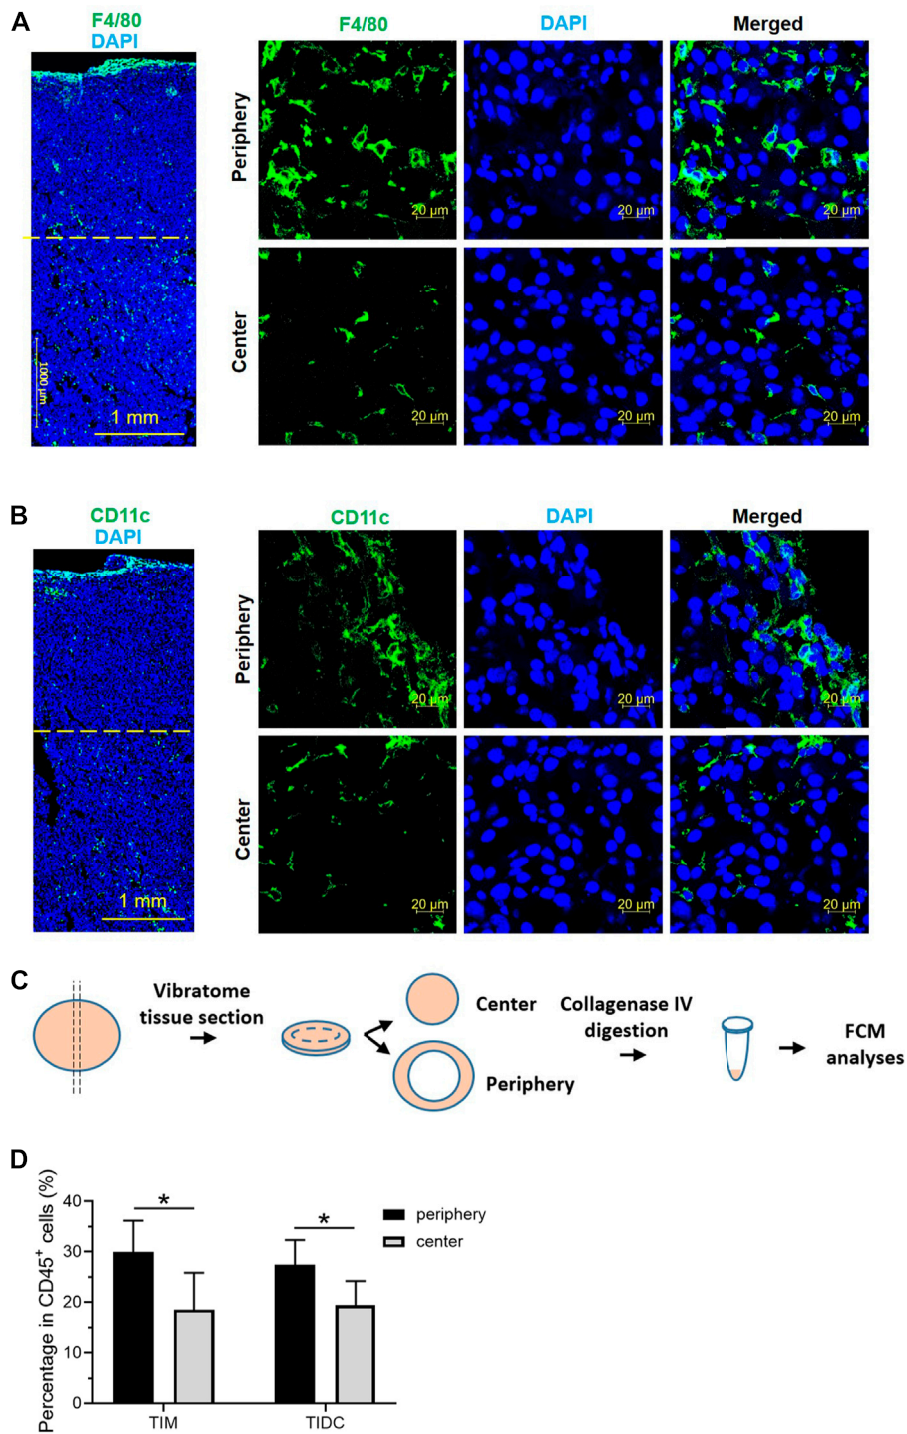 A
F4/80
DAPI
F4/80
DAPI
Merged
Periphery
20 µm
20 µm
20 µm
Center
20 µm
20 µm
20 µm
1000 µm
1 mm
B
CD11c
DAPI
CD11c
DAPI
Merged
Periphery
20 µm
20 µm
20 µm
Center
20 µm
20 µm
20 µm
1 mm
C
Vibratome
tissue section
Center
Periphery
Collagenase IV
digestion
FCM
analyses
D
Percentage in CD45⁺ cells (%)
40
30
20
10
0
*
*
periphery
center
TIM
TIDC